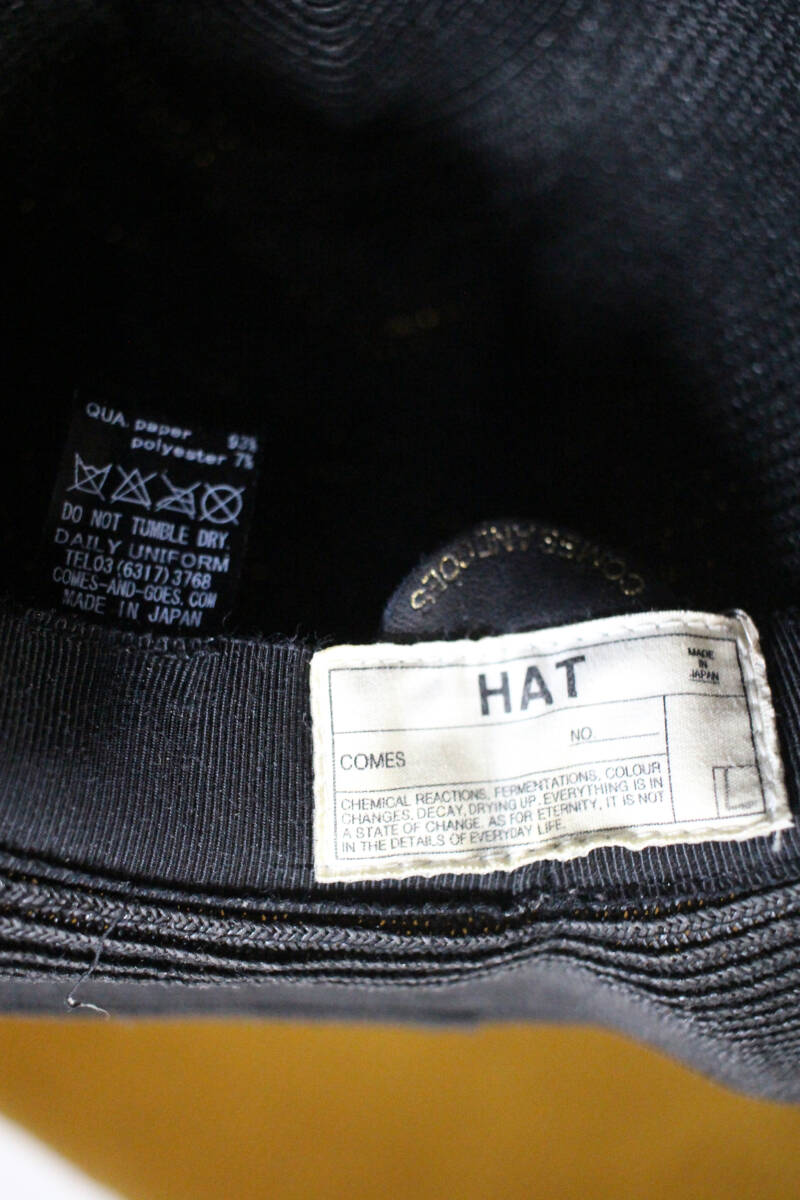 QUA. paper 93%
polyester 7%
DO NOT TUMBLE DRY.
DAILY UNIFORM
TEL03(6317)3768
COMES-AND-GOES.COM
MADE IN JAPAN
COMES AND GOES
HAT
MADE
IN
JAPAN
NO.
COMES
L
CHEMICAL REACTIONS, FERMENTATIONS, COLOUR
CHANGES, DECAY, DRYING UP. EVERYTHING IS IN
A STATE OF CHANGE. AS FOR ETERNITY, IT IS NOT
IN THE DETAILS OF EVERYDAY LIFE.